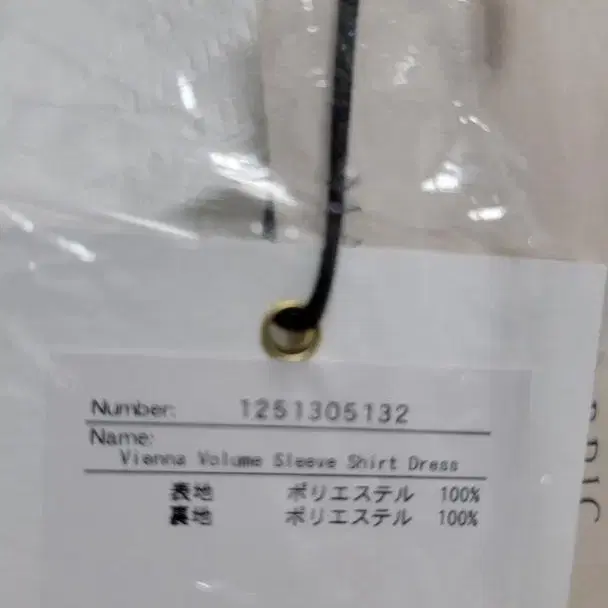 Number: 1251305132
Name:
Vienna Volume Sleeve Shirt Dress
表地 ポリエステル 100%
裏地 ポリエステル 100%